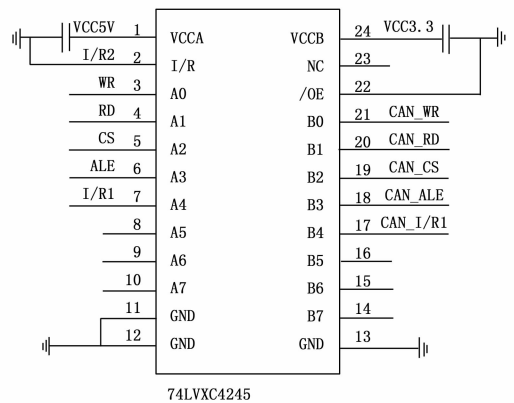 VCC5V 1 VCCA VCCB 24 VCC3.3
I/R2 2 I/R NC 23
WR 3 A0 /OE 22
RD 4 A1 B0 21 CAN_WR
CS 5 A2 B1 20 CAN_RD
ALE 6 A3 B2 19 CAN_CS
I/R1 7 A4 B3 18 CAN_ALE
8 A5 B4 17 CAN_I/R1
9 A6 B5 16
10 A7 B6 15
11 GND B7 14
12 GND GND 13
74LVXC4245